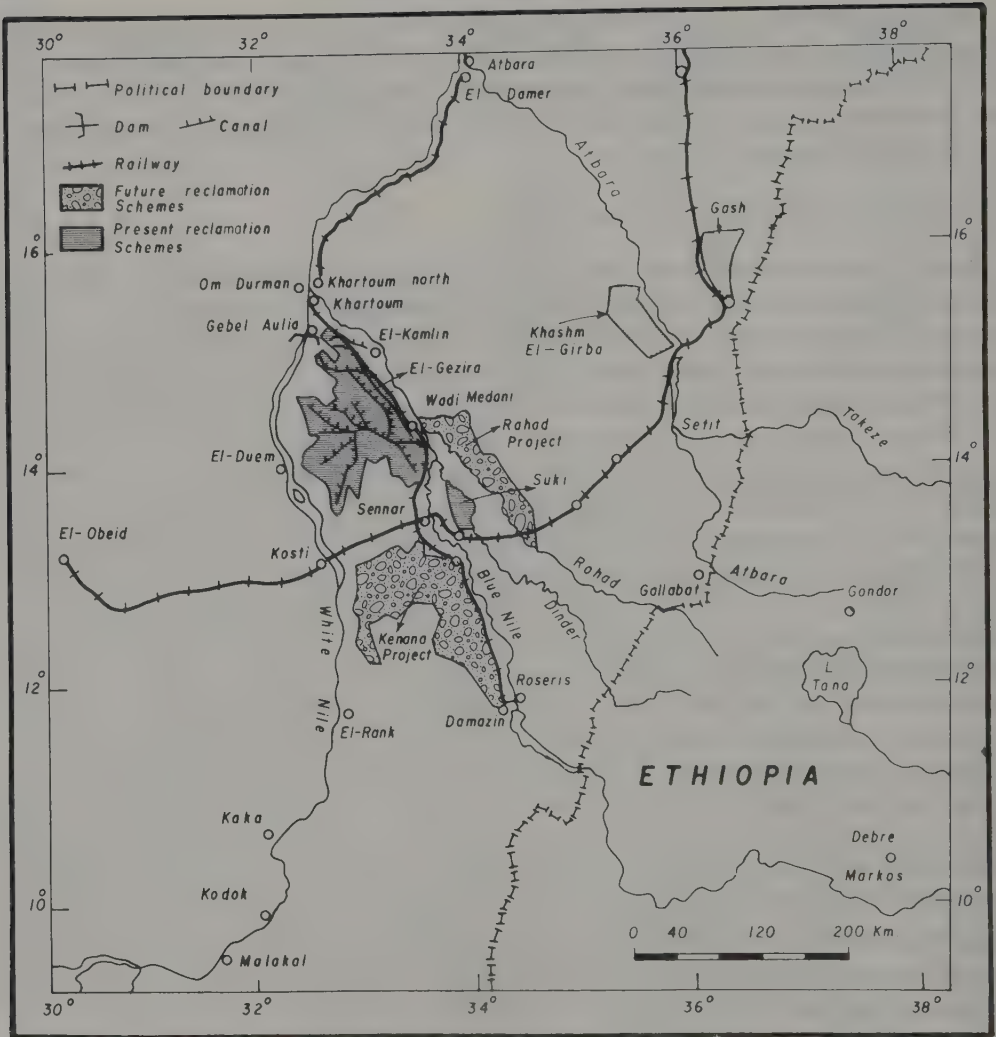 30°
32°
34°
36°
38°
Political boundary
Dam
Canal
Railway
Future reclamation
Schemes
Present reclamation
Schemes
Atbara
El Damer
Atbara
Gash
16°
16°
Om Durman
Khartoum north
Khartoum
Gebel Aulia
El-Kamlin
Khashm
El-Girba
El-Gezira
Wadi Medani
Rahad
Project
Setit
Takeze
El-Duem
14°
14°
Suki
Sennar
El-Obeid
Kosti
Rahad
Gallabat
Atbara
Gondor
Blue Nile
Dinder
White Nile
Kenana
Project
L
Tana
12°
12°
Roseris
Damazin
El-Rank
ETHIOPIA
Kaka
Debre
Markos
Kodok
10°
10°
0 40 120 200 Km
Malakal
30°
32°
34°
36°
38°